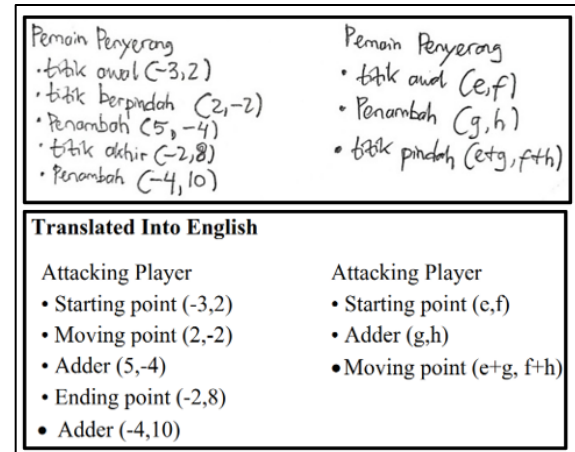 Pemain Penyerang
• titik awal (-3,2)
• titik berpindah (2,-2)
• Penambah (5,-4)
• titik akhir (-2,8)
• Penambah (-4,10)
Pemain Penyerang
• titik awal (e,f)
• Penambah (g,h)
• titik pindah (e+g, f+h)
Translated Into English
Attacking Player
• Starting point (-3,2)
• Moving point (2,-2)
• Adder (5,-4)
• Ending point (-2,8)
• Adder (-4,10)
Attacking Player
• Starting point (e,f)
• Adder (g,h)
• Moving point (e+g, f+h)